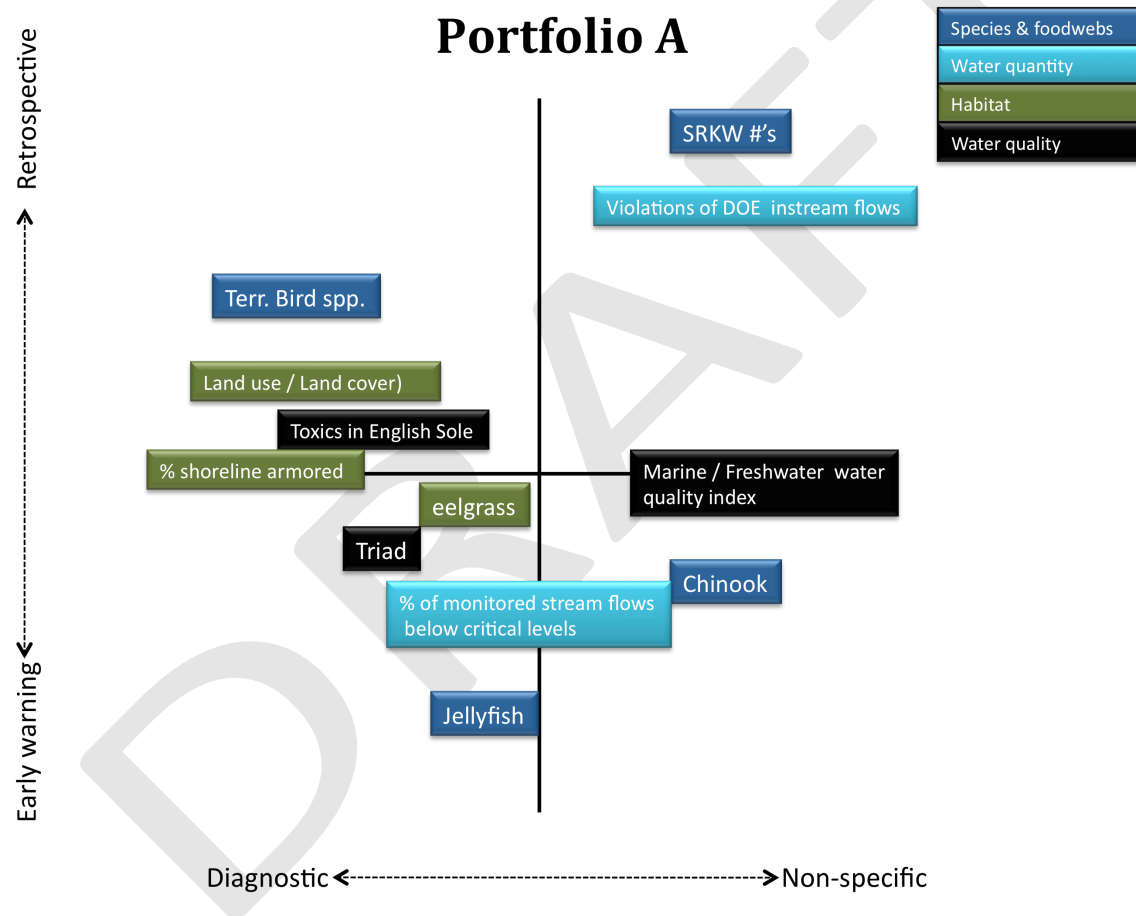 Portfolio A
Species & foodwebs
Water quantity
Habitat
Water quality
Retrospective
Early warning
SRKW #’s
Violations of DOE  instream flows
Terr. Bird spp.
Land use / Land cover)
Toxics in English Sole
% shoreline armored
Marine / Freshwater  water
quality index
eelgrass
Triad
Chinook
% of monitored stream flows
below critical levels
Jellyfish
Diagnostic
Non-specific
DRAFT